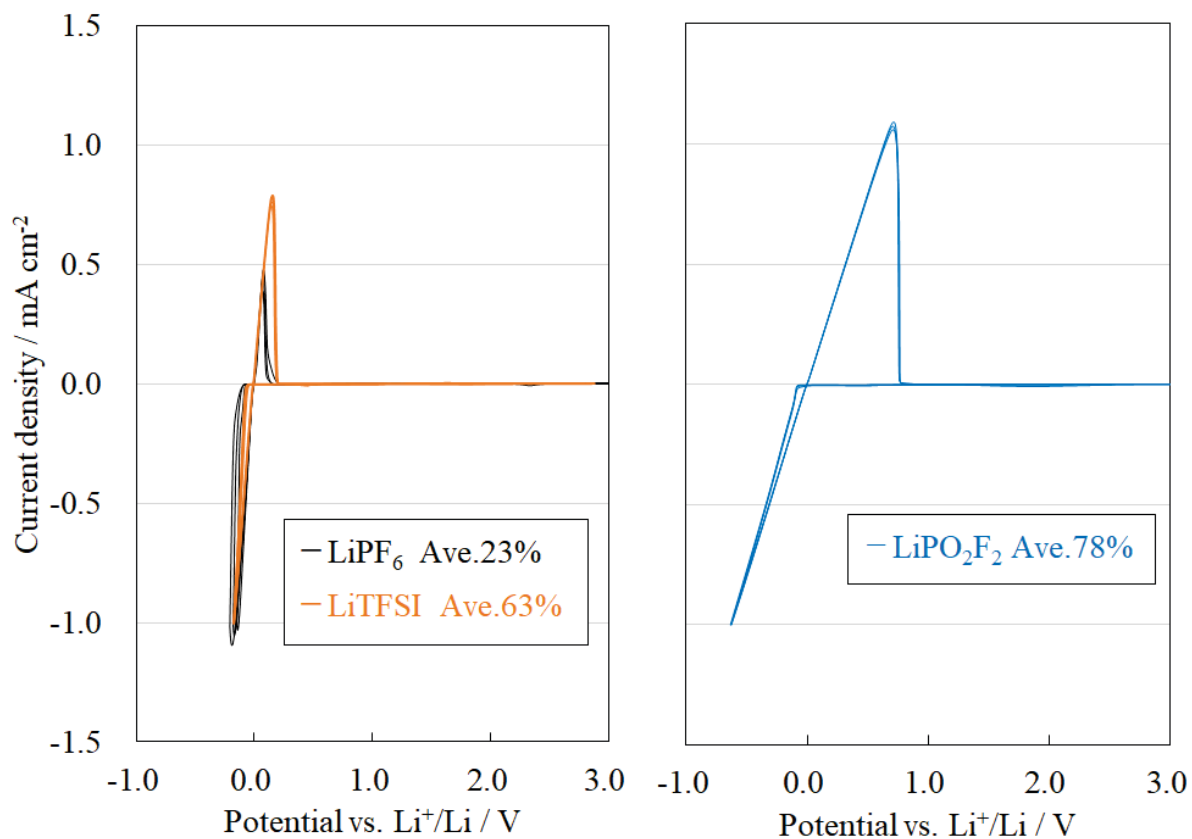 1.5
1.0
0.5
0.0
-0.5
-1.0
-1.5
Current density / mA cm⁻²
LiPF₆ Ave.23%
LiTFSI Ave.63%
-1.0 0.0 1.0 2.0 3.0
Potential vs. Li⁺/Li / V
LiPO₂F₂ Ave.78%
-1.0 0.0 1.0 2.0 3.0
Potential vs. Li⁺/Li / V